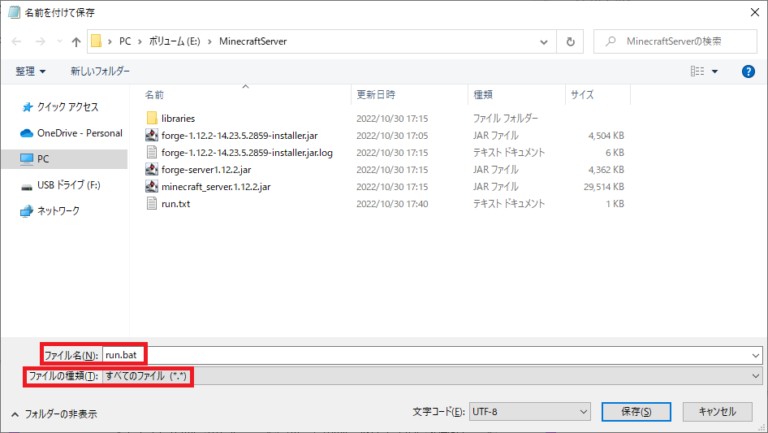 名前を付けて保存
PC › ボリューム (E:) › MinecraftServer
MinecraftServerの検索
整理 新しいフォルダー
名前 更新日時 種類 サイズ
クイック アクセス
OneDrive - Personal
PC
USB ドライブ (F:)
ネットワーク
libraries 2022/10/30 17:15 ファイル フォルダー
forge-1.12.2-14.23.5.2859-installer.jar 2022/10/30 17:05 JAR ファイル 4,504 KB
forge-1.12.2-14.23.5.2859-installer.jar.log 2022/10/30 17:15 テキスト ドキュメント 6 KB
forge-server1.12.2.jar 2022/10/30 17:15 JAR ファイル 4,362 KB
minecraft_server.1.12.2.jar 2022/10/30 17:15 JAR ファイル 29,514 KB
run.txt 2022/10/30 17:40 テキスト ドキュメント 1 KB
ファイル名(N): run.bat
ファイルの種類(T): すべてのファイル (*.*)
フォルダーの非表示
文字コード(E): UTF-8
保存(S)
キャンセル